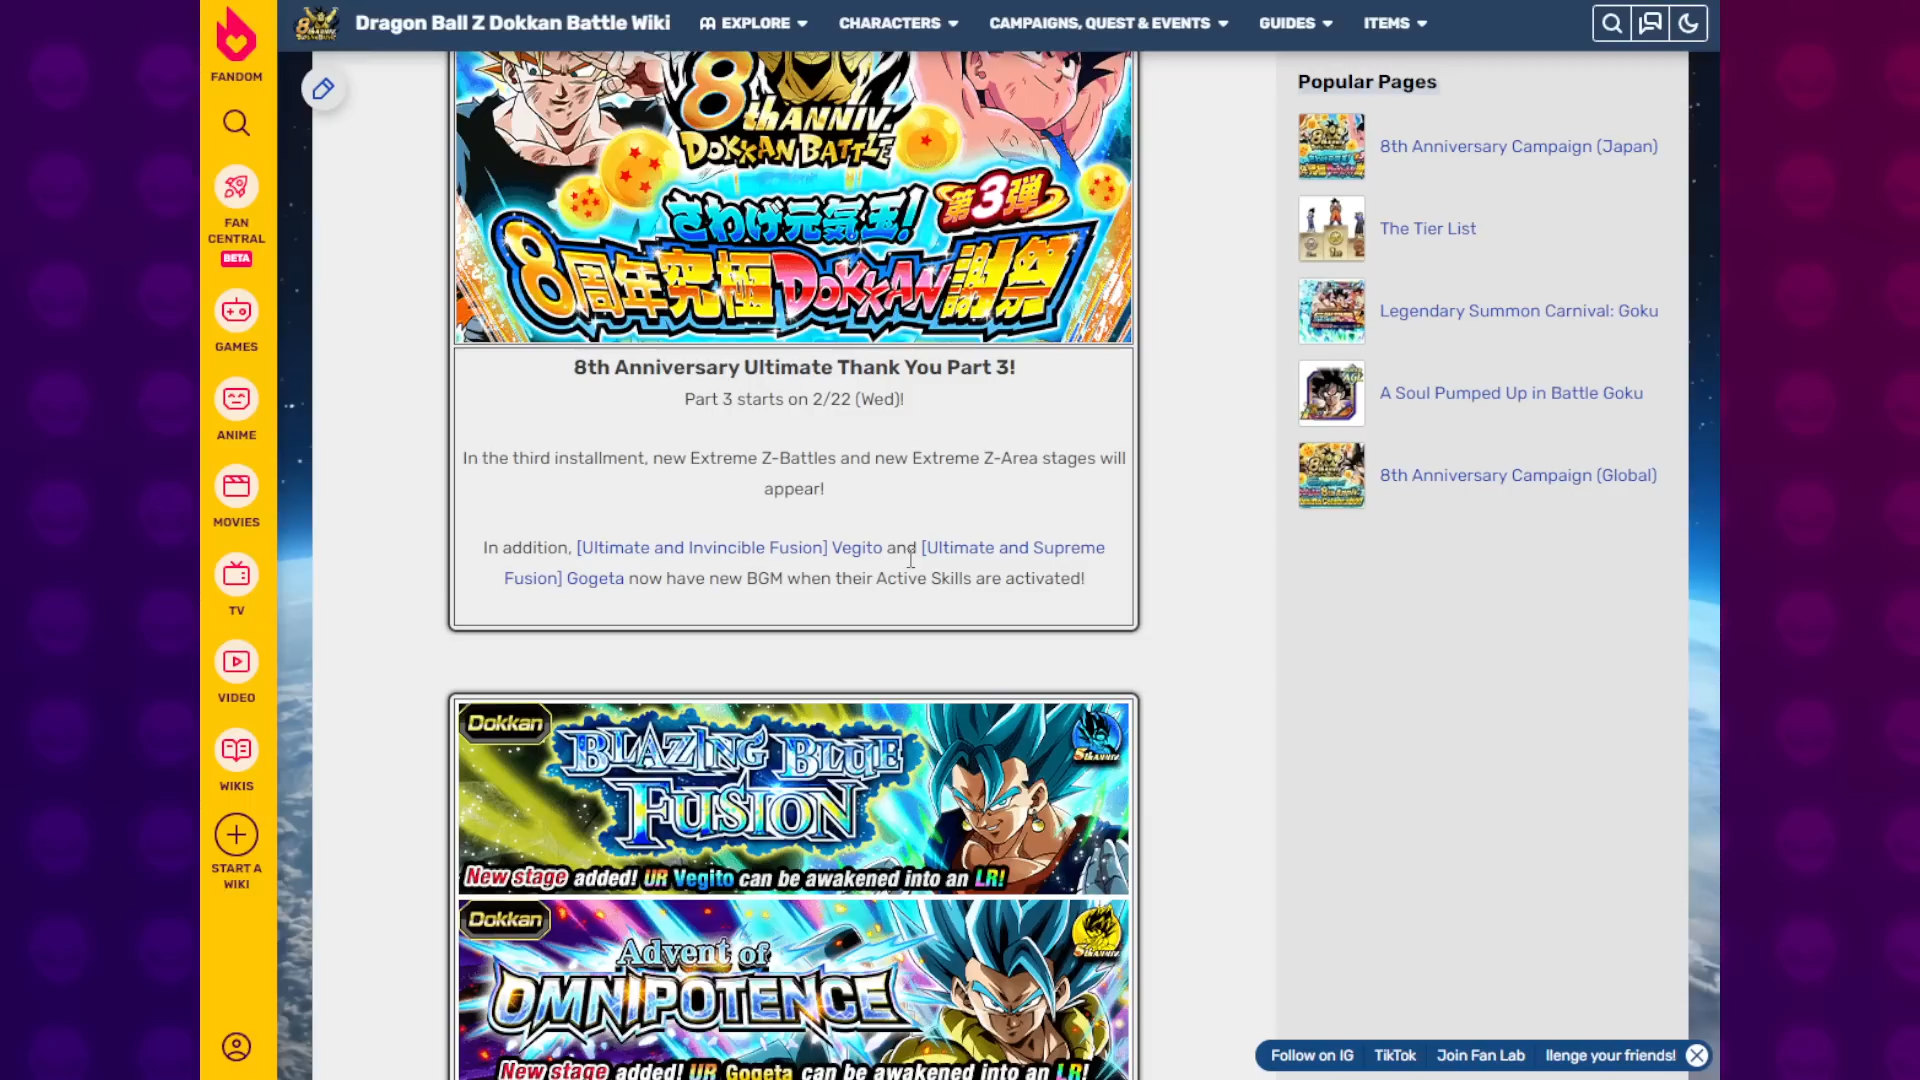 Dragon Ball Z Dokkan Battle Wiki
EXPLORE
CHARACTERS
CAMPAIGNS, QUEST & EVENTS
GUIDES
ITEMS
FANDOM
FAN
CENTRAL
BETA
GAMES
ANIME
MOVIES
TV
VIDEO
WIKIS
START A
WIKI
8thANNIV.
DOKKAN BATTLE
さわげ元気玉!
第3弾
8周年究極DOKKAN謝祭
8th Anniversary Ultimate Thank You Part 3!
Part 3 starts on 2/22 (Wed)!
In the third installment, new Extreme Z-Battles and new Extreme Z-Area stages will
appear!
In addition, [Ultimate and Invincible Fusion] Vegito and [Ultimate and Supreme
Fusion] Gogeta now have new BGM when their Active Skills are activated!
Dokkan
BLAZING BLUE
FUSION
5thANNIV.
New stage added! UR Vegito can be awakened into an LR!
Dokkan
Advent of
OMNIPOTENCE
5thANNIV.
New stage added! UR Gogeta can be awakened into an LR!
Popular Pages
8th Anniversary Campaign (Japan)
The Tier List
Legendary Summon Carnival: Goku
A Soul Pumped Up in Battle Goku
8th Anniversary Campaign (Global)
Follow on IG
TikTok
Join Fan Lab
llenge your friends!